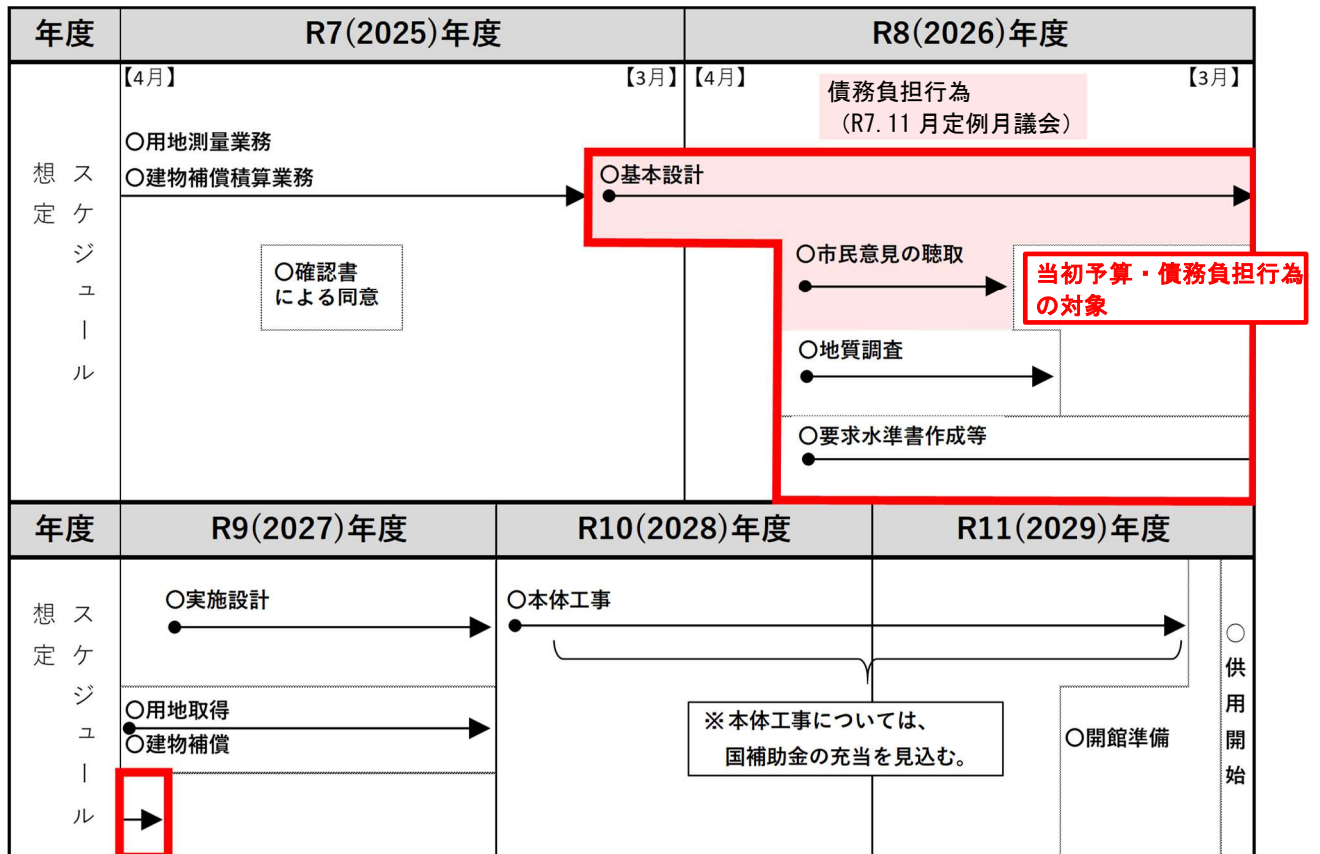 年度
R7(2025)年度
R8(2026)年度
想定スケジュール
【4月】
【3月】
【4月】
【3月】
債務負担行為
（R7.11月定例月議会）
○用地測量業務
○建物補償積算業務
○基本設計
○確認書
による同意
○市民意見の聴取
当初予算・債務負担行為
の対象
○地質調査
○要求水準書作成等
年度
R9(2027)年度
R10(2028)年度
R11(2029)年度
想定スケジュール
○実施設計
○本体工事
○用地取得
○建物補償
※本体工事については、
国補助金の充当を見込む。
○開館準備
○供用開始